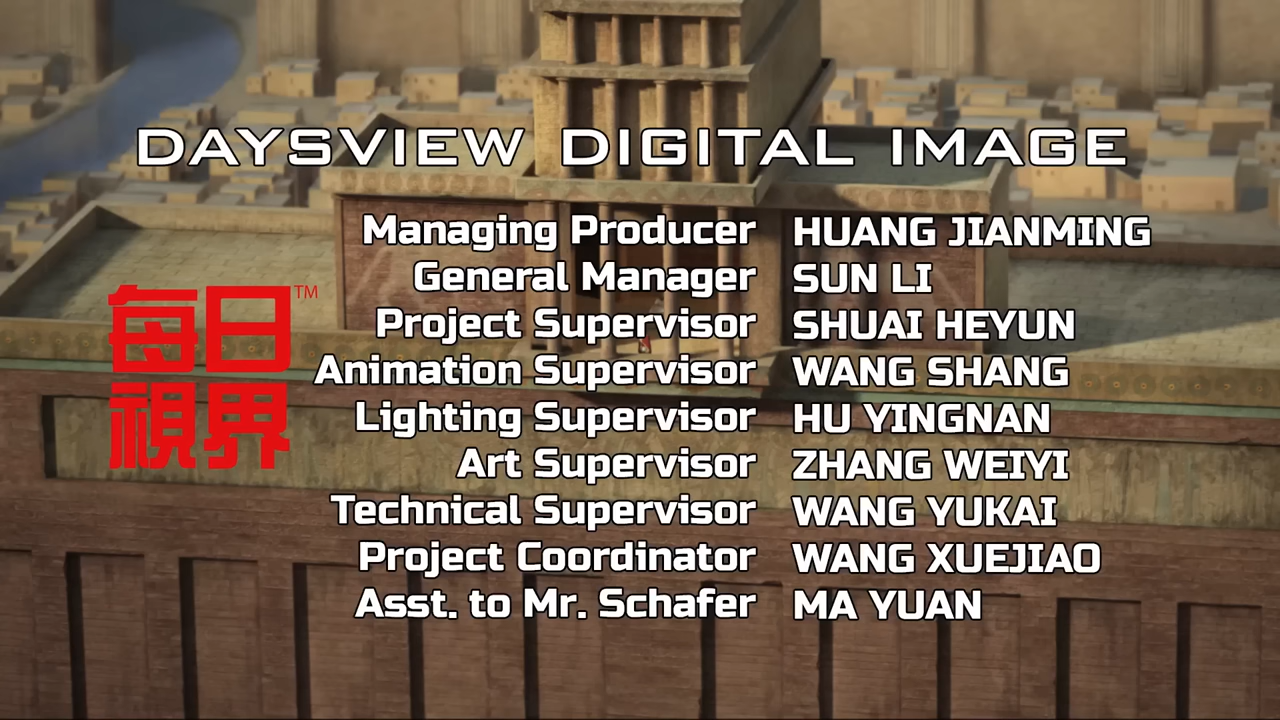 DAYSVIEW DIGITAL IMAGE
Managing Producer HUANG JIANMING
General Manager SUN LI
Project Supervisor SHUAI HEYUN
Animation Supervisor WANG SHANG
Lighting Supervisor HU YINGNAN
Art Supervisor ZHANG WEIYI
Technical Supervisor WANG YUKAI
Project Coordinator WANG XUEJIAO
Asst. to Mr. Schafer MA YUAN
每日™
視界